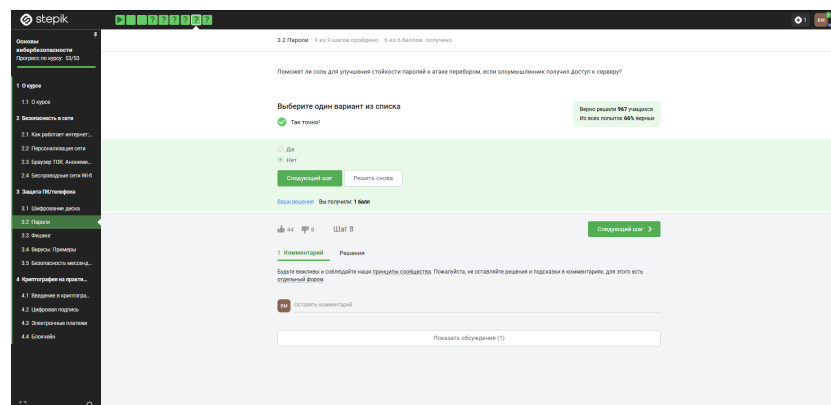 stepik
1
ВМ
Основы
кибербезопасности
Прогресс по курсу: 53/53
1 О курсе
1.1 О курсе
2 Безопасность в сети
2.1 Как работает интернет:...
2.2 Персонализация сети
2.3 Браузер TOR. Аноними...
2.4 Беспроводные сети Wi-fi
3 Защита ПК/телефона
3.1 Шифрование диска
3.2 Пароли
3.3 Фишинг
3.4 Вирусы. Примеры
3.5 Безопасность мессенд...
4 Криптография на практи...
4.1 Введение в криптогра...
4.2 Цифровая подпись
4.3 Электронные платежи
4.4 Блокчейн
3.2 Пароли 9 из 9 шагов пройдено 6 из 6 баллов получено
Поможет ли соль для улучшения стойкости паролей к атаке перебором, если злоумышленник получил доступ к серверу?
Выберите один вариант из списка
Так точно!
Верно решили 967 учащихся
Из всех попыток 66% верных
Да
Нет
Следующий шаг Решить снова
Ваши решения Вы получили: 1 балл
44 8 Шаг 8
Следующий шаг
1 Комментарий Решения
Будьте вежливы и соблюдайте наши принципы сообщества. Пожалуйста, не оставляйте решения и подсказки в комментариях, для этого есть
отдельный форум.
ВМ Оставить комментарий
Показать обсуждения (1)